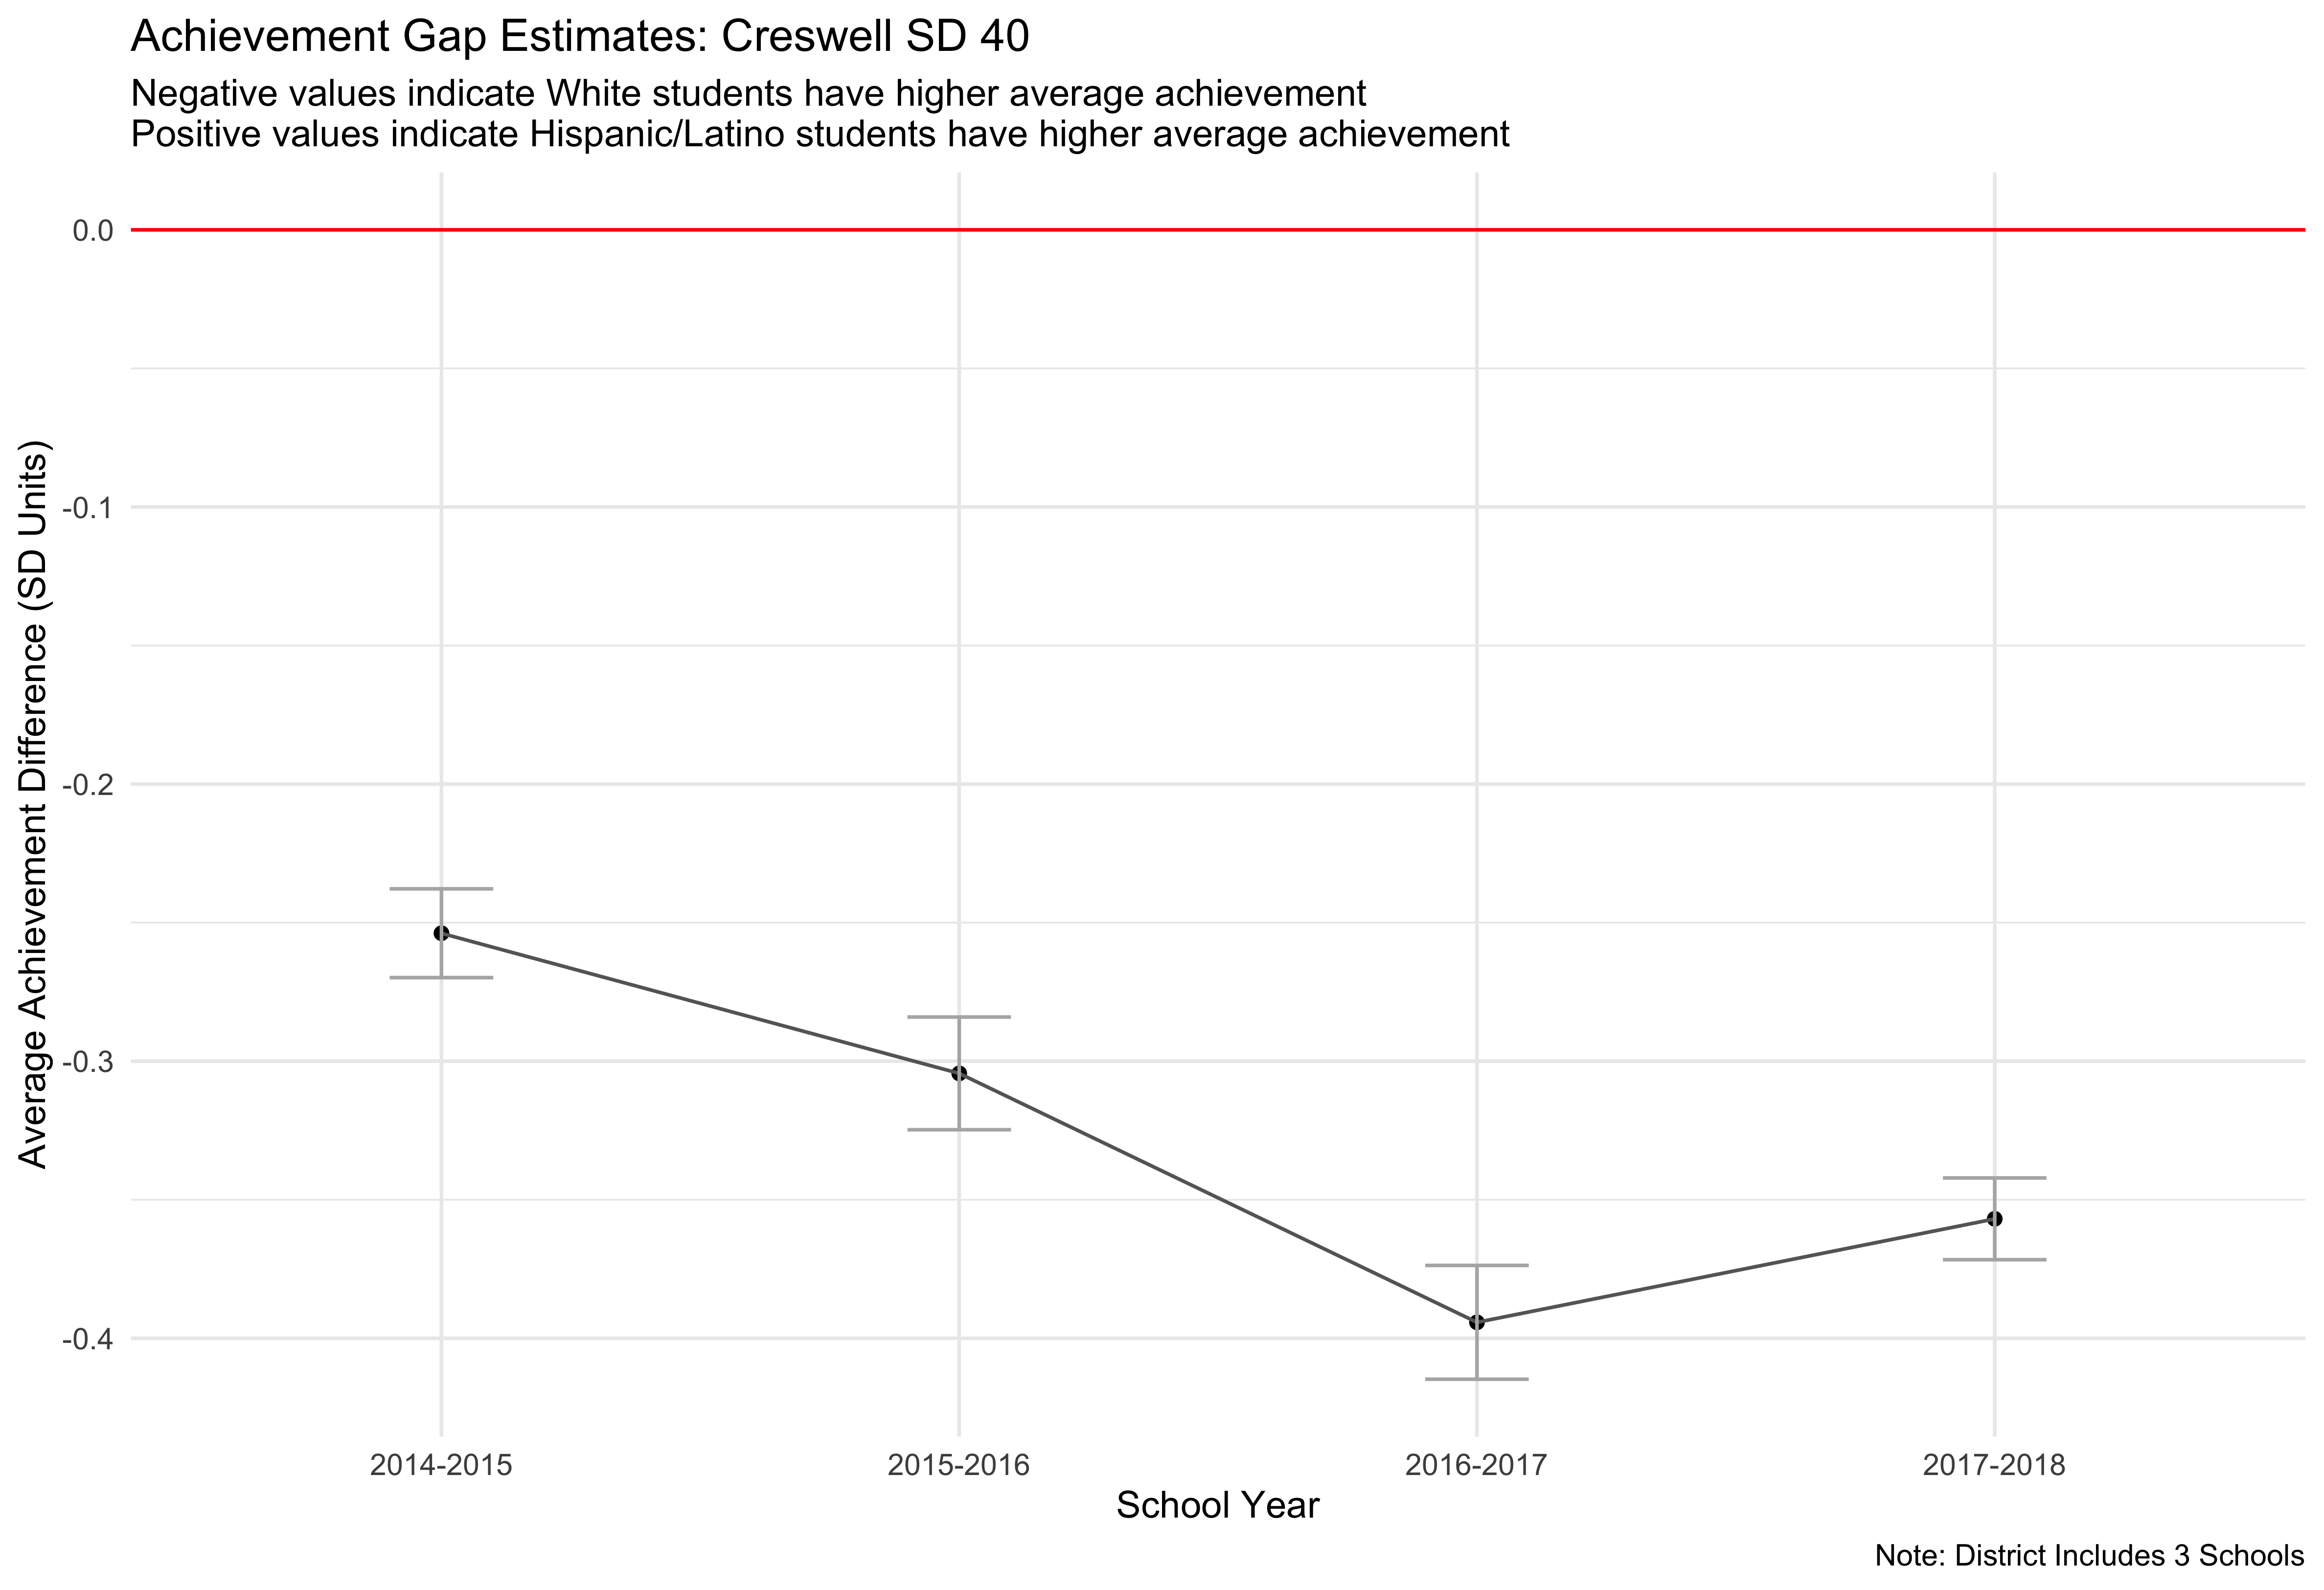 Achievement Gap Estimates: Creswell SD 40
Negative values indicate White students have higher average achievement
Positive values indicate Hispanic/Latino students have higher average achievement
Average Achievement Difference (SD Units)
0.0
-0.1
-0.2
-0.3
-0.4
2014-2015
2015-2016
2016-2017
2017-2018
School Year
Note: District Includes 3 Schools